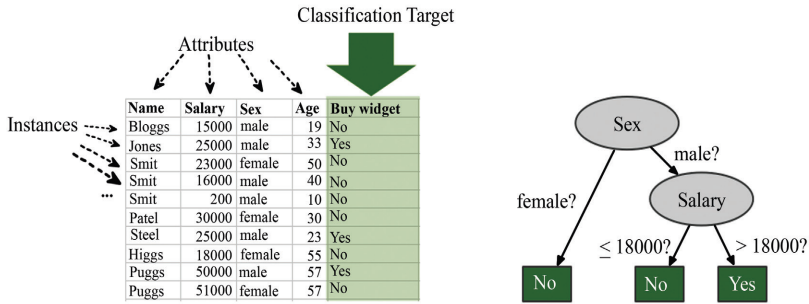 Classification Target
Attributes
Instances
...
Name Salary Sex Age Buy widget
Bloggs 15000 male 19 No
Jones 25000 male 33 Yes
Smit 23000 female 50 No
Smit 16000 male 40 No
Smit 200 male 10 No
Patel 30000 female 30 No
Steel 25000 male 23 Yes
Higgs 18000 female 55 No
Puggs 50000 male 57 Yes
Puggs 51000 female 57 No
Sex
male?
female?
Salary
≤ 18000? > 18000?
No No Yes